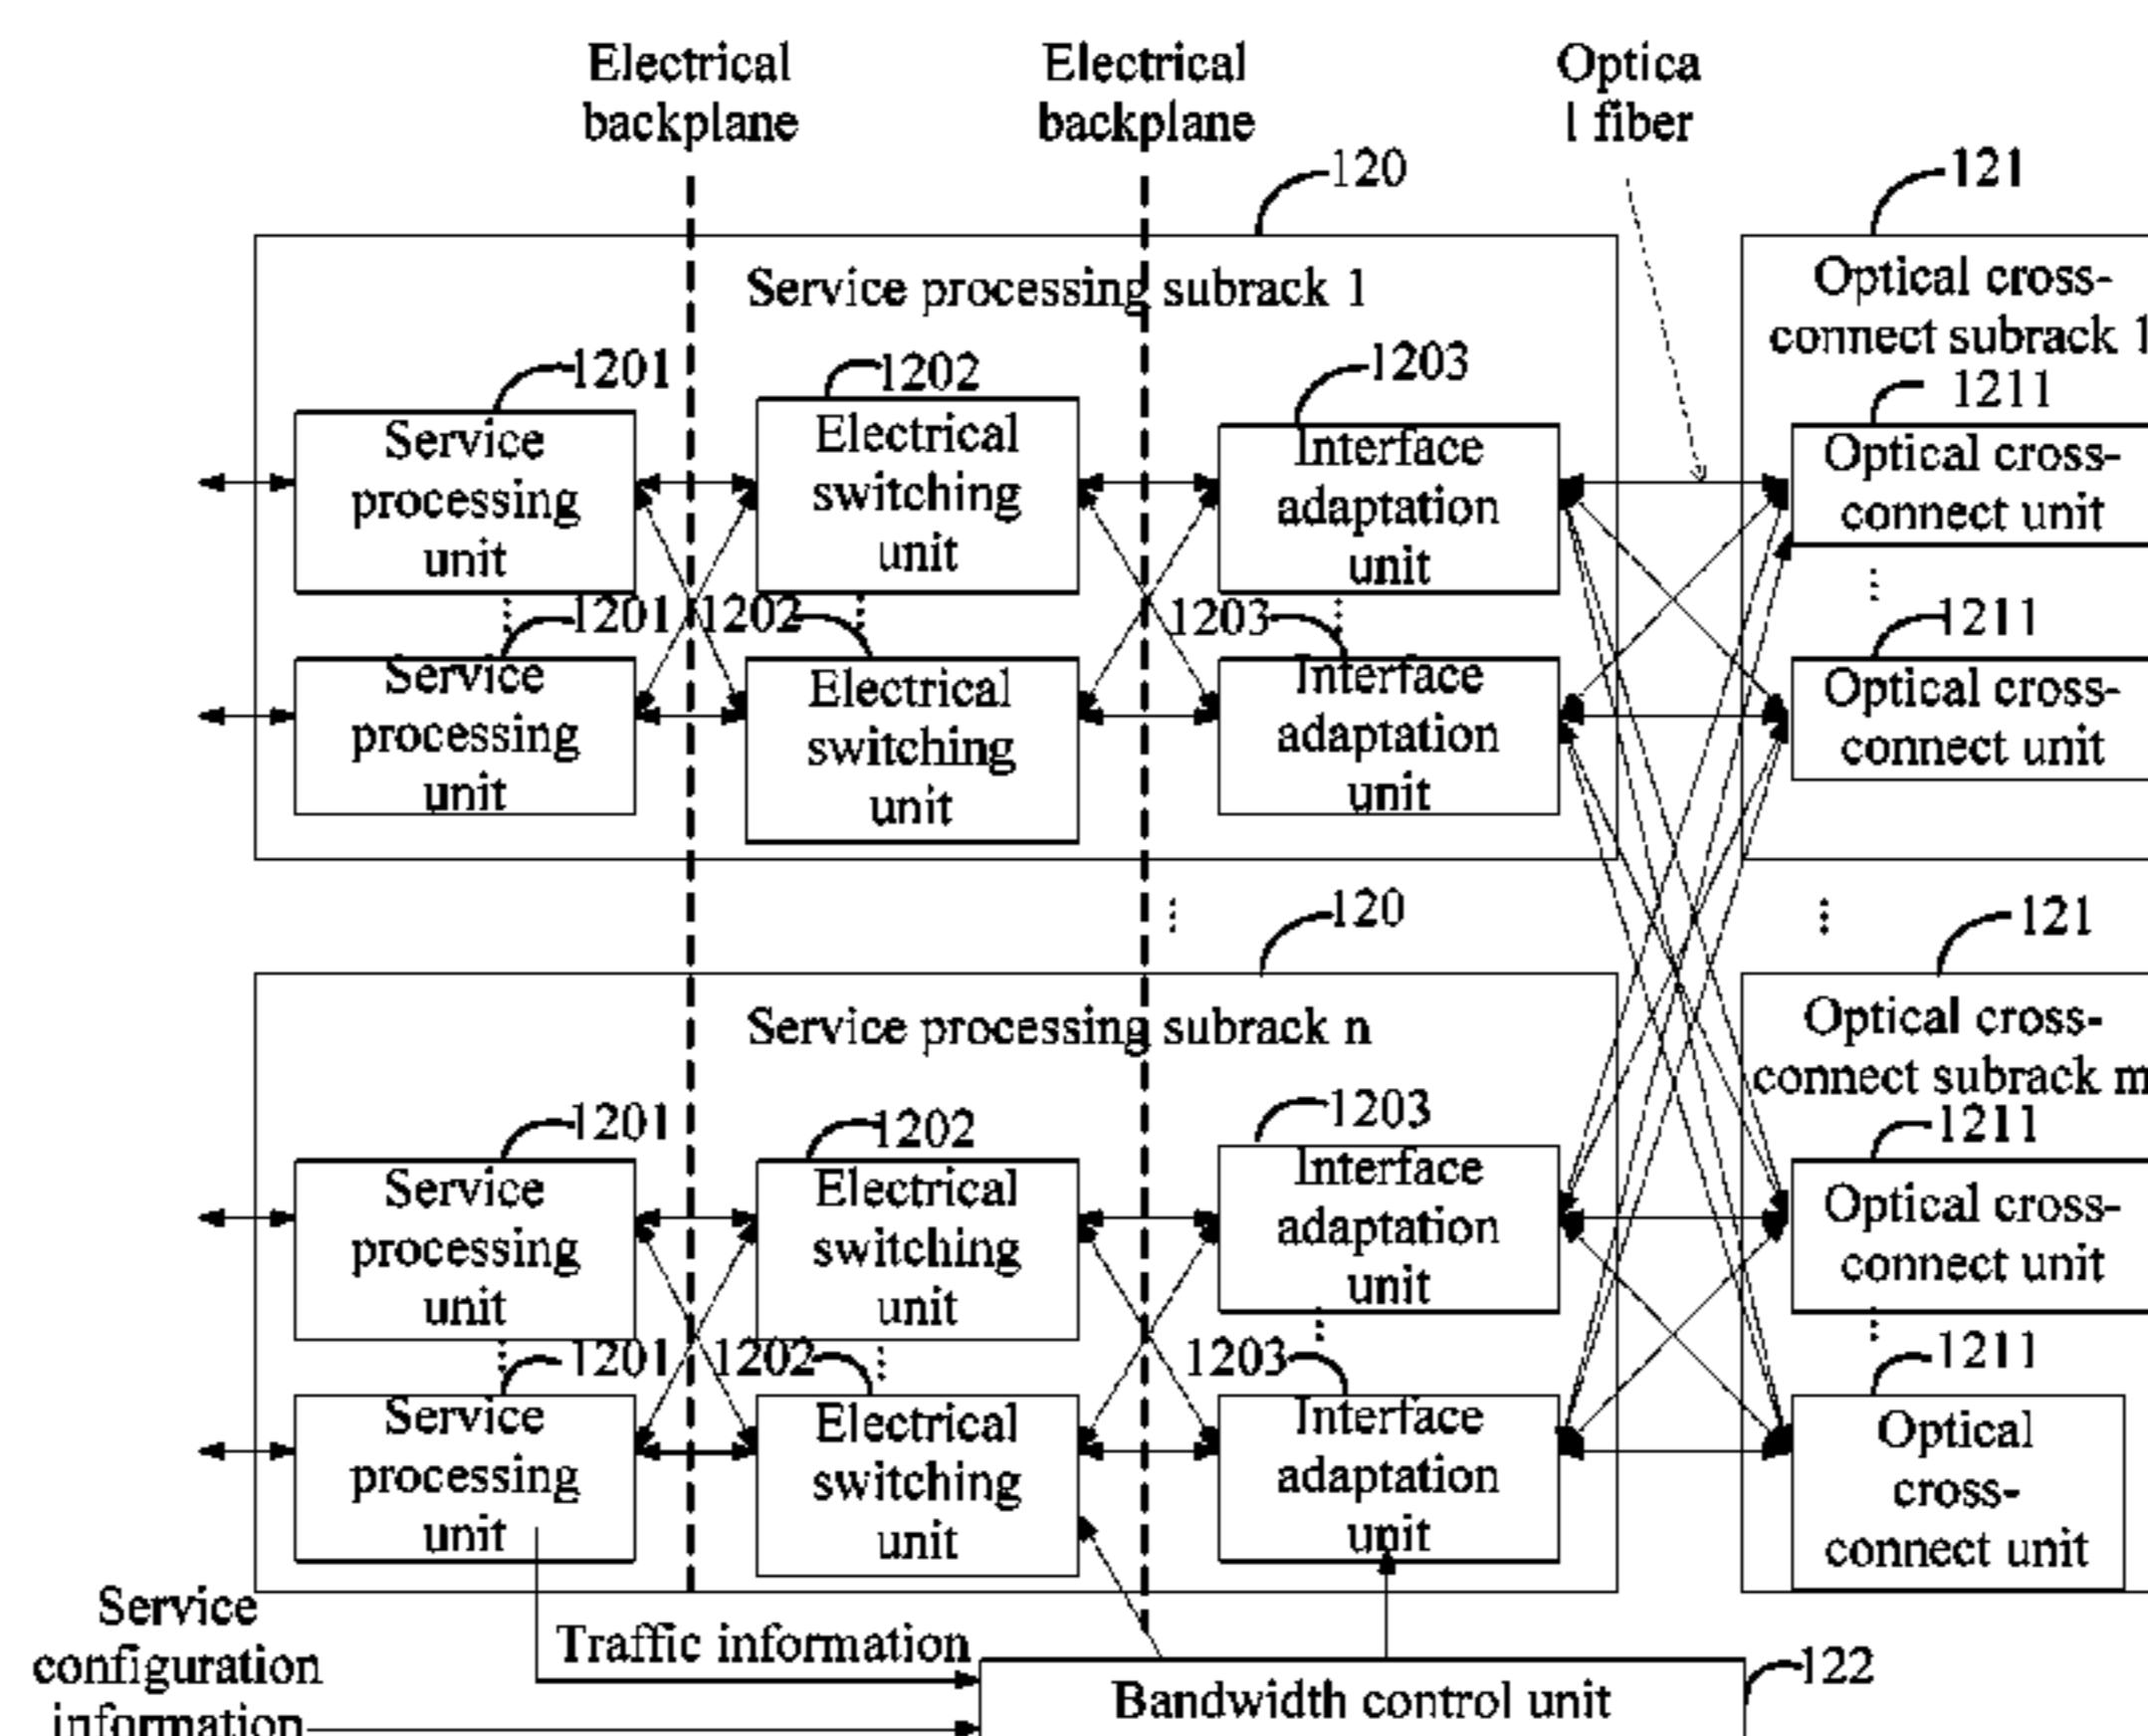 Electrical
backplane
Electrical
backplane
Optica
l fiber
120
121
Service processing subrack 1
Optical cross-
connect subrack 1
1201
1202
1203
1211
Service
processing
unit
Electrical
switching
unit
Interface
adaptation
unit
Optical cross-
connect unit
1201
1202
1203
1211
Service
processing
unit
Electrical
switching
unit
Interface
adaptation
unit
Optical cross-
connect unit
120
121
Service processing subrack n
Optical cross-
connect subrack m
1201
1202
1203
1211
Service
processing
unit
Electrical
switching
unit
Interface
adaptation
unit
Optical cross-
connect unit
1201
1202
1203
1211
Service
processing
unit
Electrical
switching
unit
Interface
adaptation
unit
Optical
cross-
connect unit
Service
configuration
information
Traffic information
Bandwidth control unit
122